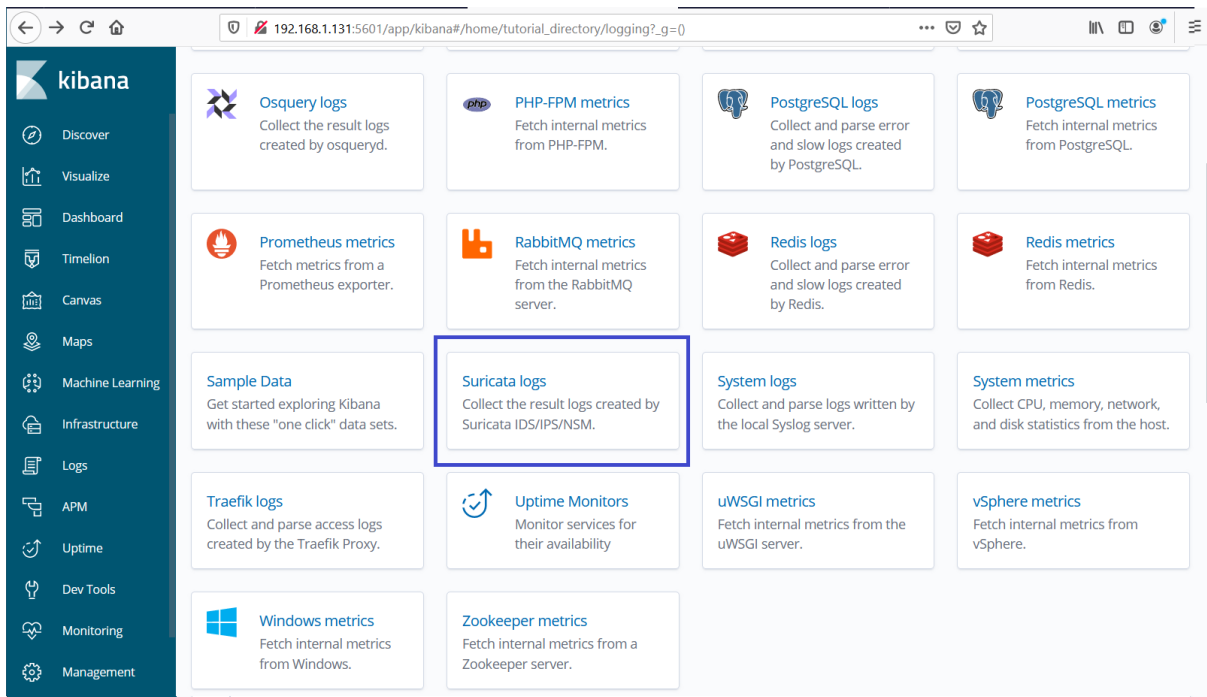 192.168.1.131:5601/app/kibana#/home/tutorial_directory/logging?_g=()
kibana
Discover
Visualize
Dashboard
Timelion
Canvas
Maps
Machine Learning
Infrastructure
Logs
APM
Uptime
Dev Tools
Monitoring
Management
Osquery logs
Collect the result logs
created by osqueryd.
php
PHP-FPM metrics
Fetch internal metrics
from PHP-FPM.
PostgreSQL logs
Collect and parse error
and slow logs created
by PostgreSQL.
PostgreSQL metrics
Fetch internal metrics
from PostgreSQL.
Prometheus metrics
Fetch metrics from a
Prometheus exporter.
RabbitMQ metrics
Fetch internal metrics
from the RabbitMQ
server.
Redis logs
Collect and parse error
and slow logs created
by Redis.
Redis metrics
Fetch internal metrics
from Redis.
Sample Data
Get started exploring Kibana
with these "one click" data sets.
Suricata logs
Collect the result logs created by
Suricata IDS/IPS/NSM.
System logs
Collect and parse logs written by
the local Syslog server.
System metrics
Collect CPU, memory, network,
and disk statistics from the host.
Traefik logs
Collect and parse access logs
created by the Traefik Proxy.
Uptime Monitors
Monitor services for
their availability
uWSGI metrics
Fetch internal metrics from the
uWSGI server.
vSphere metrics
Fetch internal metrics from
vSphere.
Windows metrics
Fetch internal metrics
from Windows.
Zookeeper metrics
Fetch internal metrics from a
Zookeeper server.